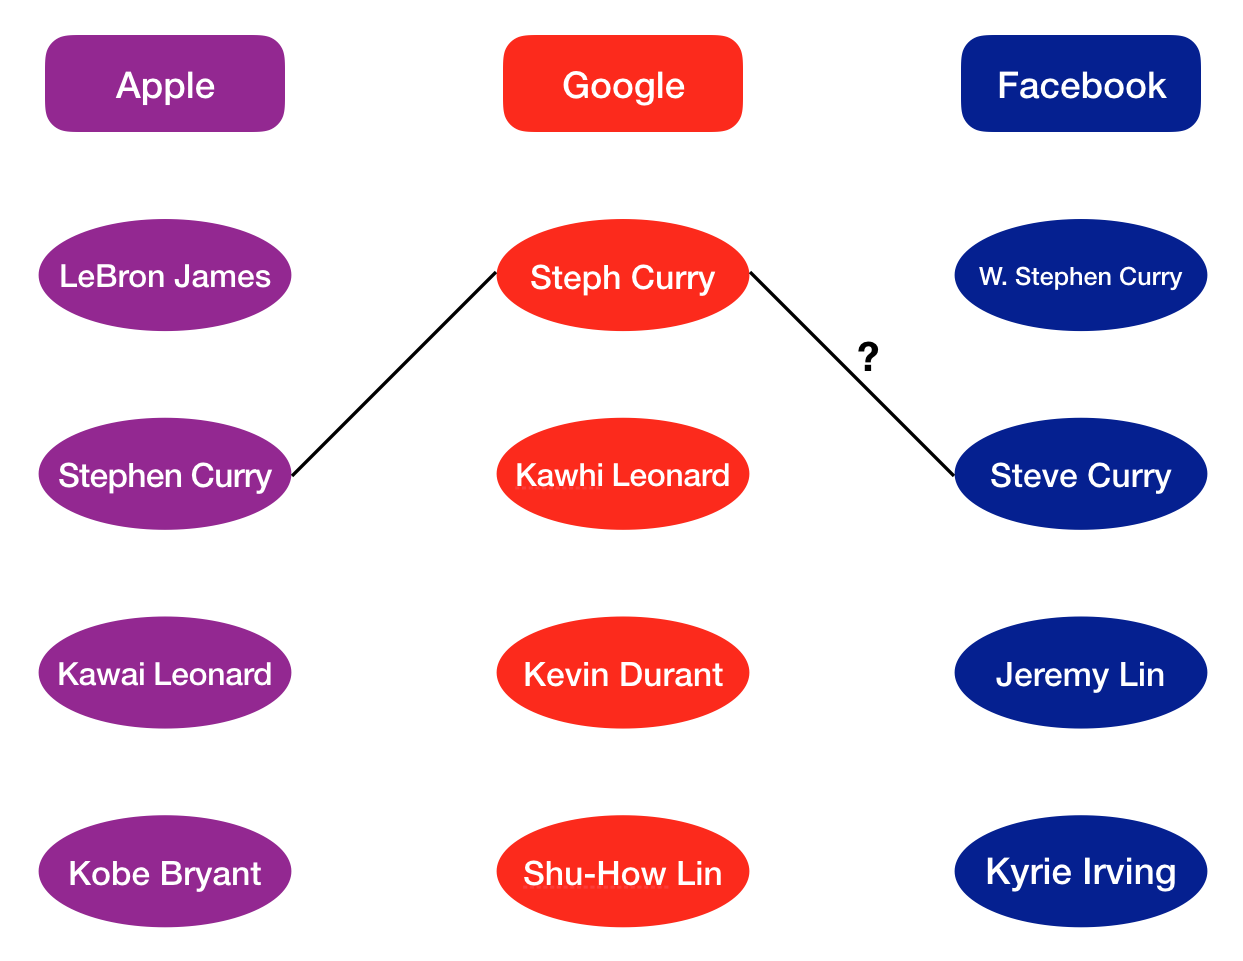 Apple
Google
Facebook
LeBron James
Steph Curry
W. Stephen Curry
?
Stephen Curry
Kawhi Leonard
Steve Curry
Kawai Leonard
Kevin Durant
Jeremy Lin
Kobe Bryant
Shu-How Lin
Kyrie Irving